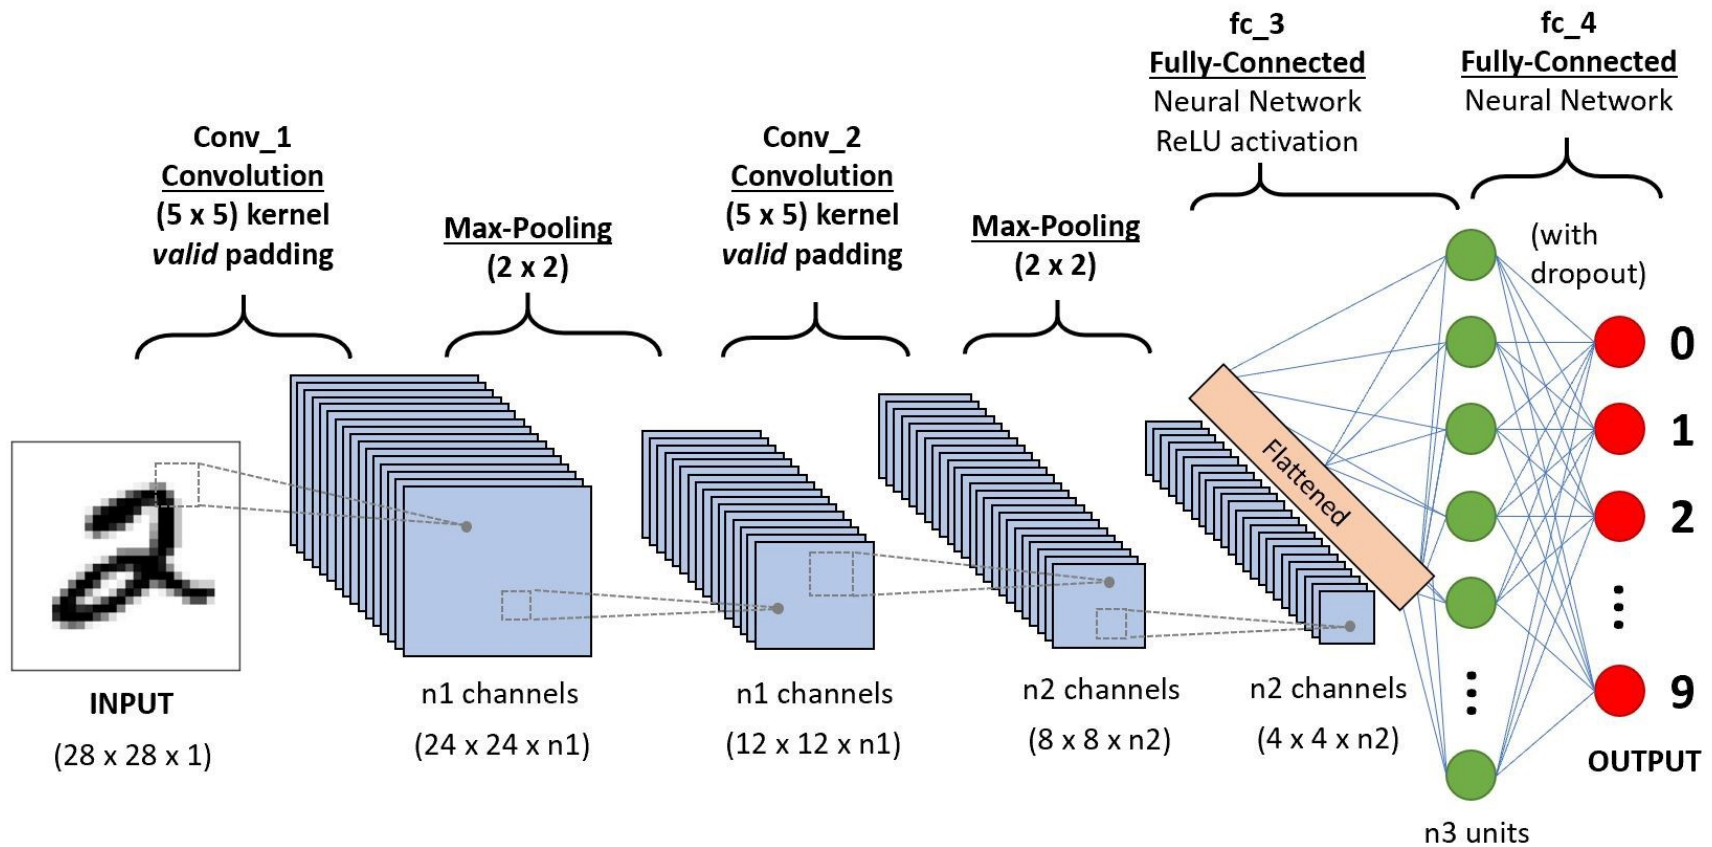 Conv_1
Convolution
(5 x 5) kernel
valid padding
Max-Pooling
(2 x 2)
Conv_2
Convolution
(5 x 5) kernel
valid padding
Max-Pooling
(2 x 2)
fc_3
Fully-Connected
Neural Network
ReLU activation
fc_4
Fully-Connected
Neural Network
(with
dropout)
Flattened
2
0
1
2
9
INPUT
(28 x 28 x 1)
n1 channels
(24 x 24 x n1)
n1 channels
(12 x 12 x n1)
n2 channels
(8 x 8 x n2)
n2 channels
(4 x 4 x n2)
OUTPUT
n3 units